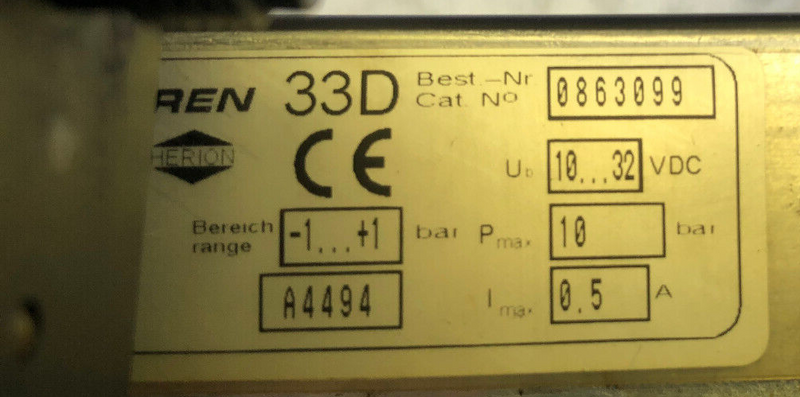 REN 33D Best.-Nr
Cat. No 0863099
HERION
CE
Ub 10...32 VDC
Bereich
range -1...+1 bar
Pmax 10 bar
A4494
Imax 0.5 A